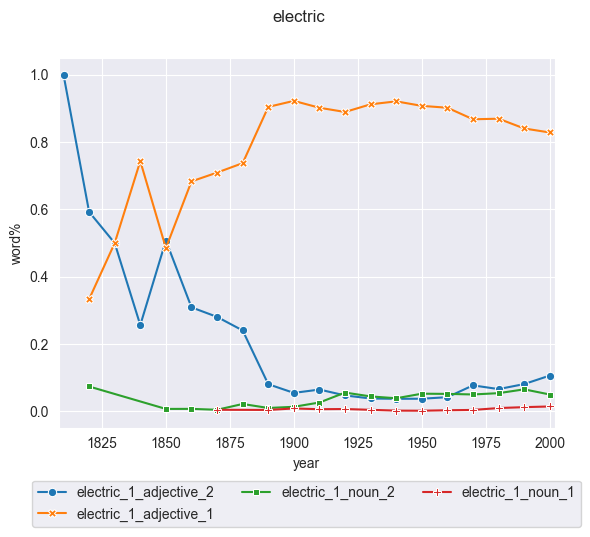 electric
1.0
0.8
0.6
0.4
0.2
0.0
word%
1825 1850 1875 1900 1925 1950 1975 2000
year
electric_1_adjective_2 electric_1_noun_2 electric_1_noun_1
electric_1_adjective_1